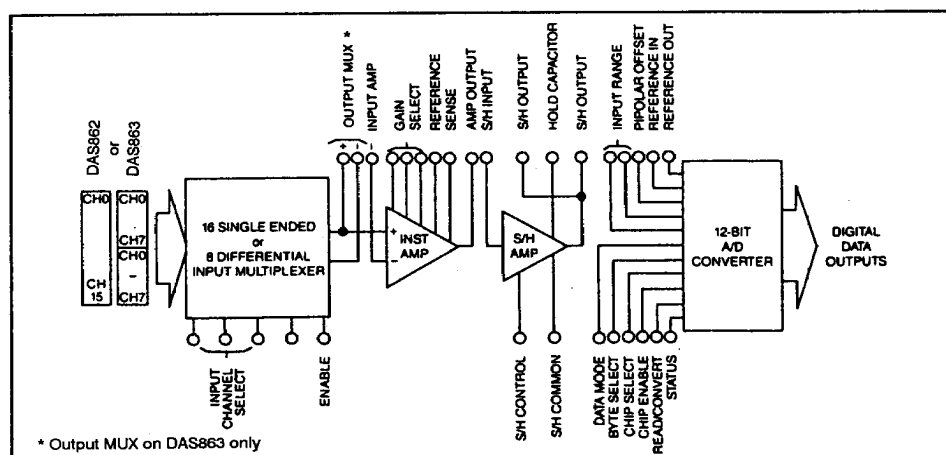 DAS862
or
DAS863
CH0
CH
15
CH0
CH7
CH0
–
CH7
16 SINGLE ENDED
or
8 DIFFERENTIAL
INPUT MULTIPLEXER
INPUT
CHANNEL
SELECT
ENABLE
OUTPUT MUX *
+
–
INPUT AMP
–
GAIN
SELECT
REFERENCE
SENSE
AMP OUTPUT
S/H INPUT
+
–
INST
AMP
S/H OUTPUT
HOLD CAPACITOR
S/H OUTPUT
S/H
AMP
S/H CONTROL
S/H COMMON
INPUT RANGE
PIPOLAR OFFSET
REFERENCE IN
REFERENCE OUT
12-BIT
A/D
CONVERTER
DATA MODE
BYTE SELECT
CHIP SELECT
CHIP ENABLE
READ/CONVERT
STATUS
DIGITAL
DATA
OUTPUTS
* Output MUX on DAS863 only